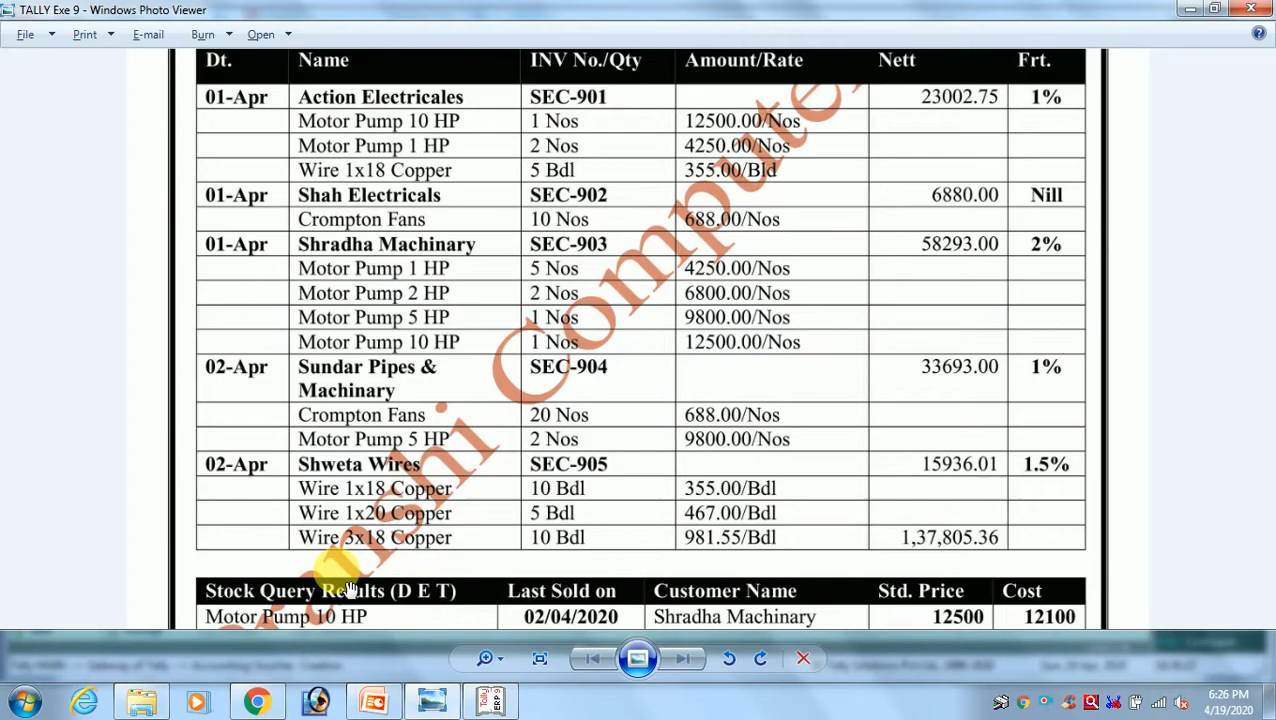 TALLY Exe 9 - Windows Photo Viewer
File Print E-mail Burn Open
Dt. Name INV No./Qty Amount/Rate Nett Frt.
01-Apr Action Electricales SEC-901 23002.75 1%
Motor Pump 10 HP 1 Nos 12500.00/Nos
Motor Pump 1 HP 2 Nos 4250.00/Nos
Wire 1x18 Copper 5 Bdl 355.00/Bld
01-Apr Shah Electricals SEC-902 6880.00 Nill
Crompton Fans 10 Nos 688.00/Nos
01-Apr Shradha Machinary SEC-903 58293.00 2%
Motor Pump 1 HP 5 Nos 4250.00/Nos
Motor Pump 2 HP 2 Nos 6800.00/Nos
Motor Pump 5 HP 1 Nos 9800.00/Nos
Motor Pump 10 HP 1 Nos 12500.00/Nos
02-Apr Sundar Pipes & SEC-904 33693.00 1%
Machinary
Crompton Fans 20 Nos 688.00/Nos
Motor Pump 5 HP 2 Nos 9800.00/Nos
02-Apr Shweta Wires SEC-905 15936.01 1.5%
Wire 1x18 Copper 10 Bdl 355.00/Bdl
Wire 1x20 Copper 5 Bdl 467.00/Bdl
Wire 3x18 Copper 10 Bdl 981.55/Bdl 1,37,805.36
Stock Query Results (D E T) Last Sold on Customer Name Std. Price Cost
Motor Pump 10 HP 02/04/2020 Shradha Machinary 12500 12100
Tally ERP 9
6:26 PM
4/19/2020